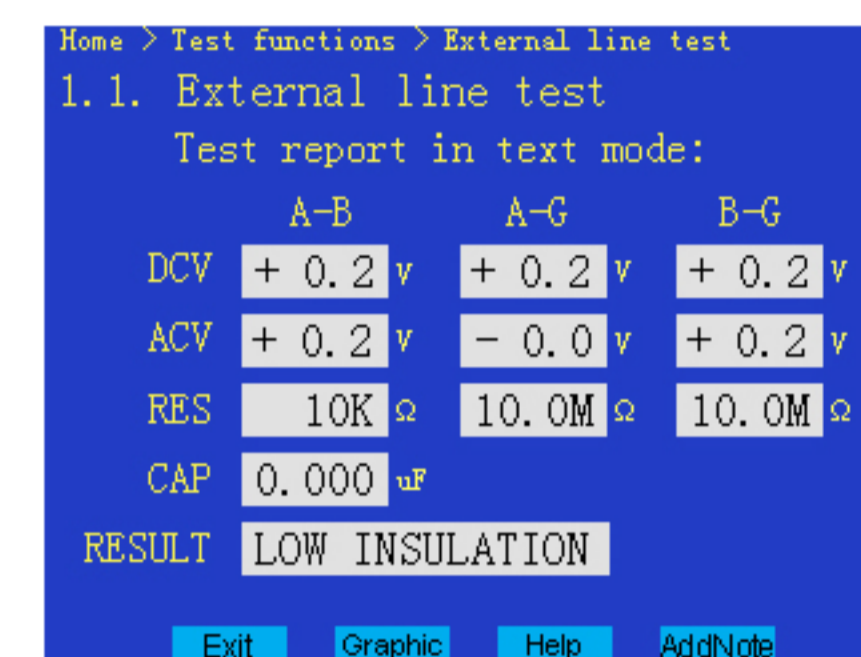 Home > Test functions > External line test
1.1. External line test
Test report in text mode:
A-B A-G B-G
DCV + 0.2 V + 0.2 V + 0.2 V
ACV + 0.2 V - 0.0 V + 0.2 V
RES 10K Ω 10.0M Ω 10.0M Ω
CAP 0.000 uF
RESULT LOW INSULATION
Exit Graphic Help AddNote